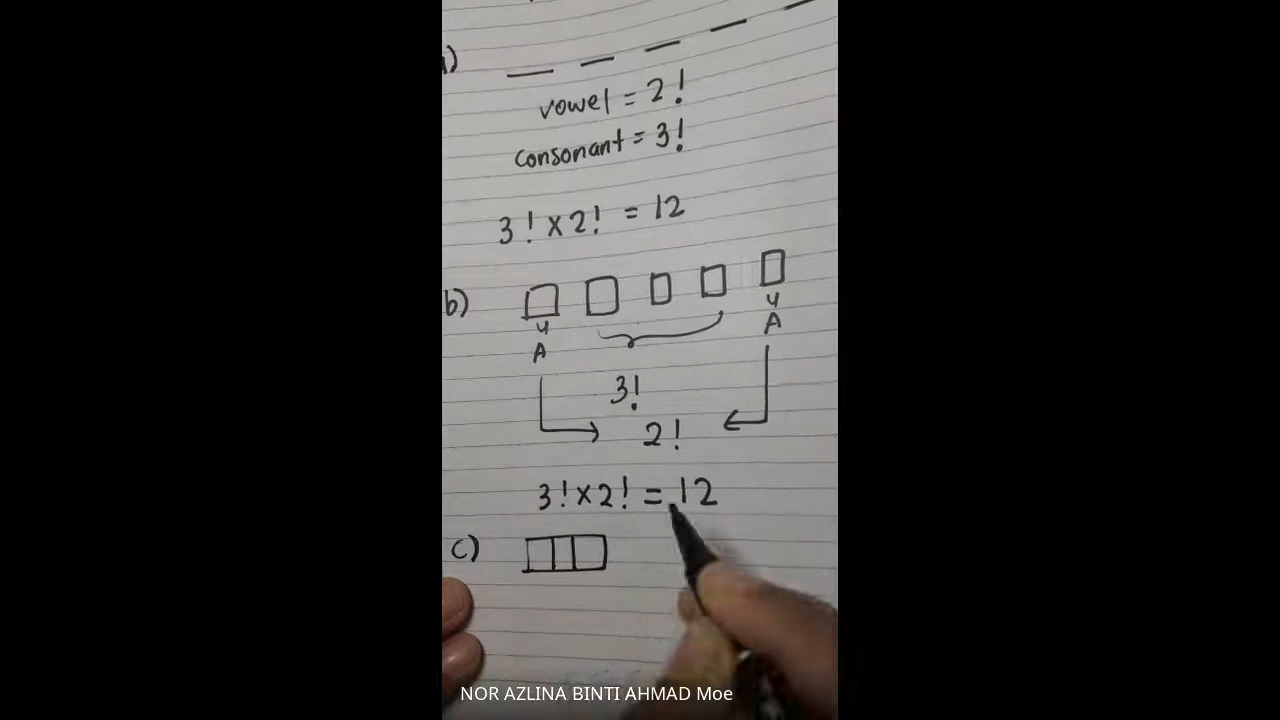 vowel = 2!
consonant = 3!
3! x 2! = 12
b)
u u
A A
3!
2!
3! x 2! = 12
c)
NOR AZLINA BINTI AHMAD Moe